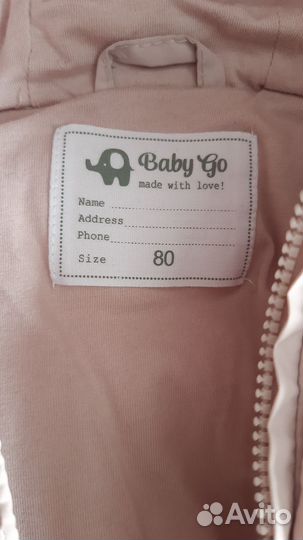 Baby Go
made with love!
Name
Address
Phone
Size 80
Avito